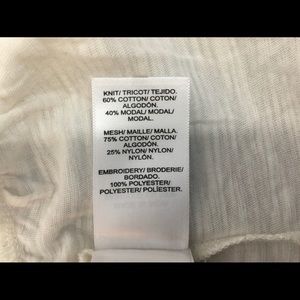 KNIT/ TRICOT/ TEJIDO.
60% COTTON/ COTON/
ALGODÓN.
40% MODAL/ MODAL/
MODAL.
MESH/ MAILLE/ MALLA.
75% COTTON/ COTON/
ALGODÓN.
25% NYLON/ NYLON/
NYLÓN.
EMBROIDERY/ BRODERIE/
BORDADO.
100% POLYESTER/
POLYESTER/ POLÍESTER.